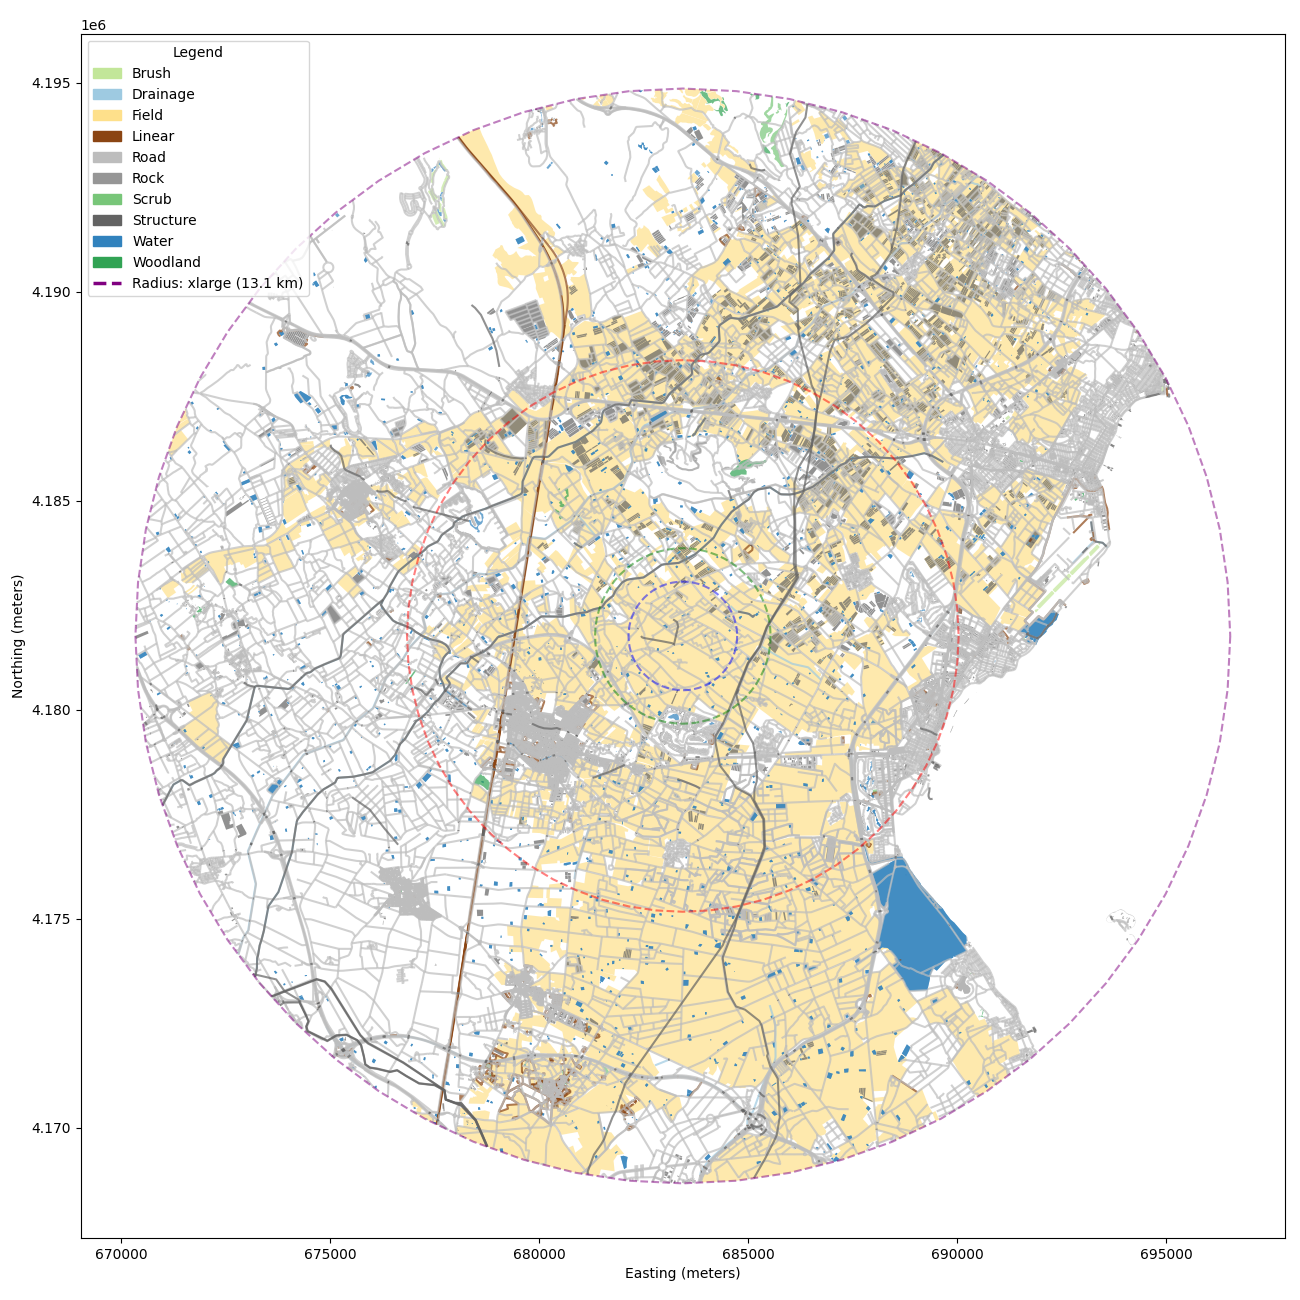 1e6
Legend
Brush
Drainage
Field
Linear
Road
Rock
Scrub
Structure
Water
Woodland
Radius: xlarge (13.1 km)
4.195
4.190
4.185
4.180
4.175
4.170
Northing (meters)
670000 675000 680000 685000 690000 695000
Easting (meters)